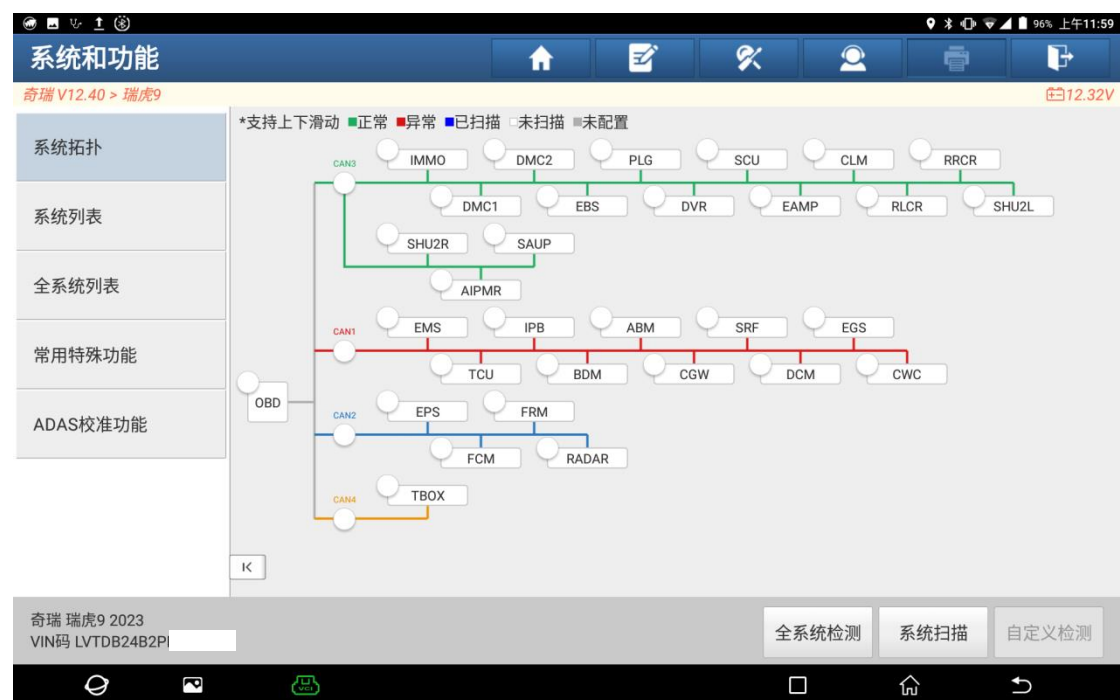 96% 上午11:59
系统和功能
奇瑞 V12.40 > 瑞虎9
12.32V
系统拓扑
系统列表
全系统列表
常用特殊功能
ADAS校准功能
*支持上下滑动 正常 异常 已扫描 未扫描 未配置
CAN3
IMMO DMC2 PLG SCU CLM RRCR
DMC1 EBS DVR EAMP RLCR SHU2L
SHU2R SAUP
AIPMR
CAN1
EMS IPB ABM SRF EGS
TCU BDM CGW DCM CWC
OBD
CAN2
EPS FRM
FCM RADAR
CAN4
TBOX
奇瑞 瑞虎9 2023
VIN码 LVTDB24B2P
全系统检测
系统扫描
自定义检测
VCI